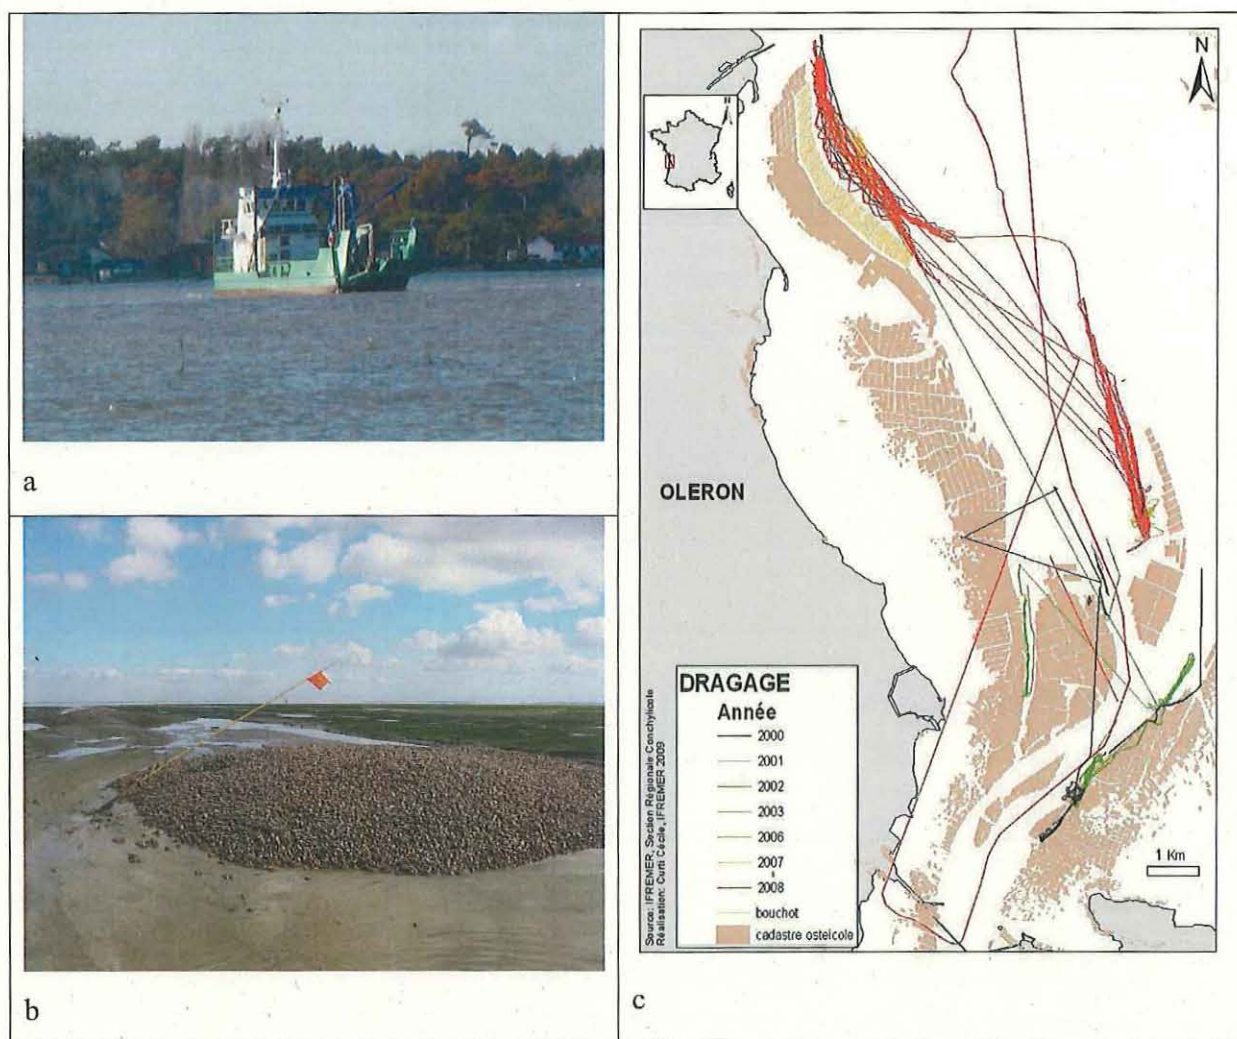 a
b
c
N
OLERON
DRAGAGE
Année
2000
2001
2002
2003
2006
2007
2008
bouchot
cadastre osteicole
Source: IFREMER, Section Régionale Conchylicole
Réalisation: Curti Cécile, IFREMER 2009
1 Km